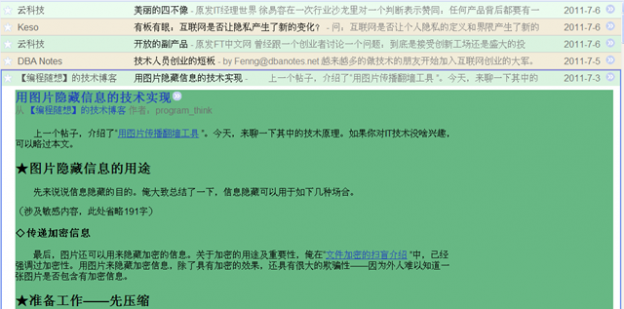 云科技 美丽的四不像 - 原发IT经理世界 徐易容在一次行业沙龙里对一个判断表示赞同，任何产品背后都要有一 2011-7-6
Keso 有板有眼，互联网是否让隐私产生了新的变化？ - 问，互联网是否让个人隐私的定义和界限产生了新的 2011-7-6
云科技 开放的副产品 - 原发FT中文网 曾经跟一个创业者讨论一个问题，到底是接受创新工场还是盛大的投 2011-7-6
DBA Notes 技术人员创业的短板 - by Fenng@dbanotes.net 越来越多的做技术的朋友开始加入互联网创业的大军。 2011-7-5
【编程随想】的技术博客 用图片隐藏信息的技术实现 - 上一个帖子，介绍了"用图片传播翻墙工具 "。今天，来聊一下其中的 2011-7-3
用图片隐藏信息的技术实现
从 【编程随想】的技术博客 作者，program_think
上一个帖子，介绍了"用图片传播翻墙工具 "。今天，来聊一下其中的技术原理。如果你对IT技术没啥兴趣，
可以略过本文。
★图片隐藏信息的用途
先来说说信息隐藏的目的。俺大致总结了一下，信息隐藏可以用于如下几种场合。
（涉及敏感内容，此处省略191字）
◇传递加密信息
最后，图片还可以用来隐藏加密的信息。关于加密的用途及重要性，俺在"文件加密的扫盲介绍 "中，已经
强调过加密性。用图片来隐藏加密信息，除了具有加密的效果，还具有很大的欺骗性——因为外人难以知道一
张图片是否包含有加密信息。
★准备工作——先压缩